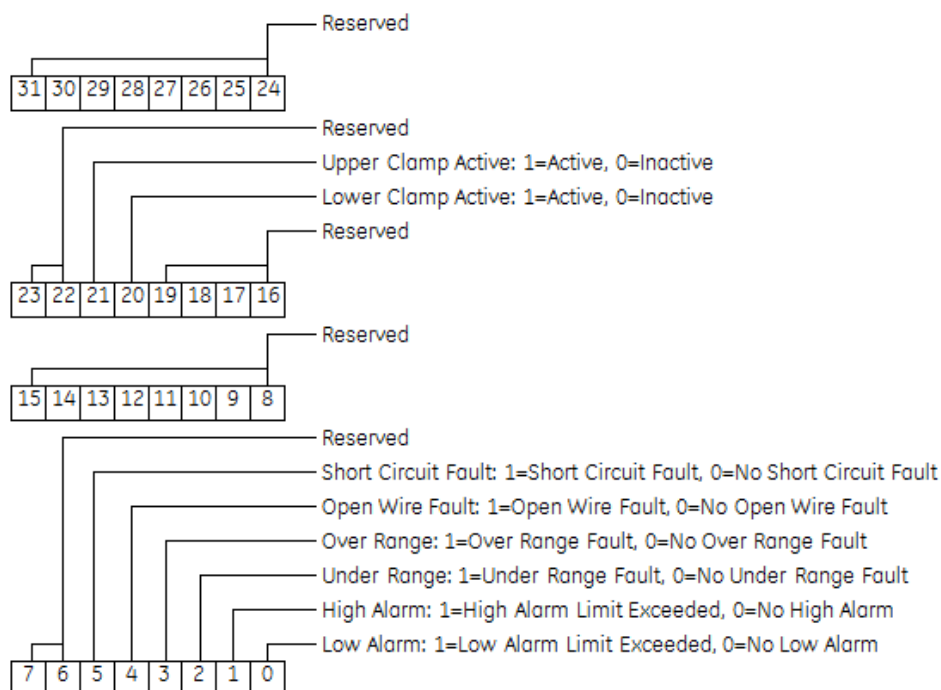 Reserved
31 30 29 28 27 26 25 24
Reserved
Upper Clamp Active: 1=Active, 0=Inactive
Lower Clamp Active: 1=Active, 0=Inactive
Reserved
23 22 21 20 19 18 17 16
Reserved
15 14 13 12 11 10 9 8
Reserved
Short Circuit Fault: 1=Short Circuit Fault, 0=No Short Circuit Fault
Open Wire Fault: 1=Open Wire Fault, 0=No Open Wire Fault
Over Range: 1=Over Range Fault, 0=No Over Range Fault
Under Range: 1=Under Range Fault, 0=No Under Range Fault
High Alarm: 1=High Alarm Limit Exceeded, 0=No High Alarm
Low Alarm: 1=Low Alarm Limit Exceeded, 0=No Low Alarm
7 6 5 4 3 2 1 0